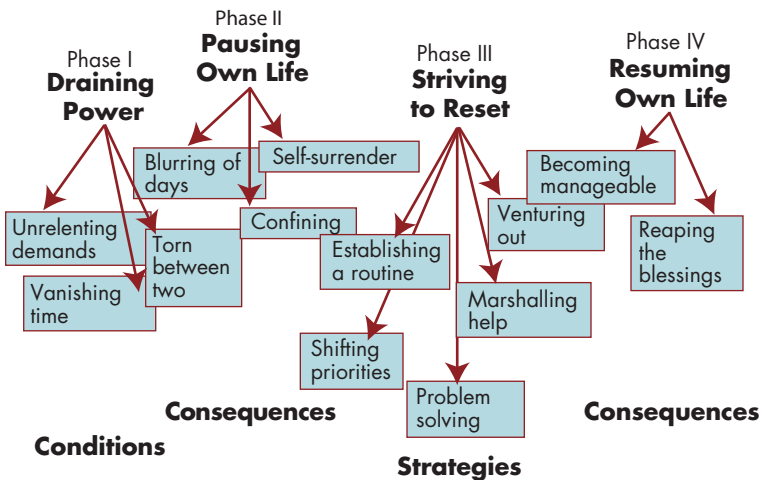 Phase I
Draining
Power
Unrelenting
demands
Vanishing
time
Torn
between
two
Conditions
Phase II
Pausing
Own Life
Blurring of
days
Self-surrender
Confining
Consequences
Phase III
Striving
to Reset
Establishing
a routine
Shifting
priorities
Problem
solving
Marshalling
help
Venturing
out
Strategies
Phase IV
Resuming
Own Life
Becoming
manageable
Reaping
the
blessings
Consequences